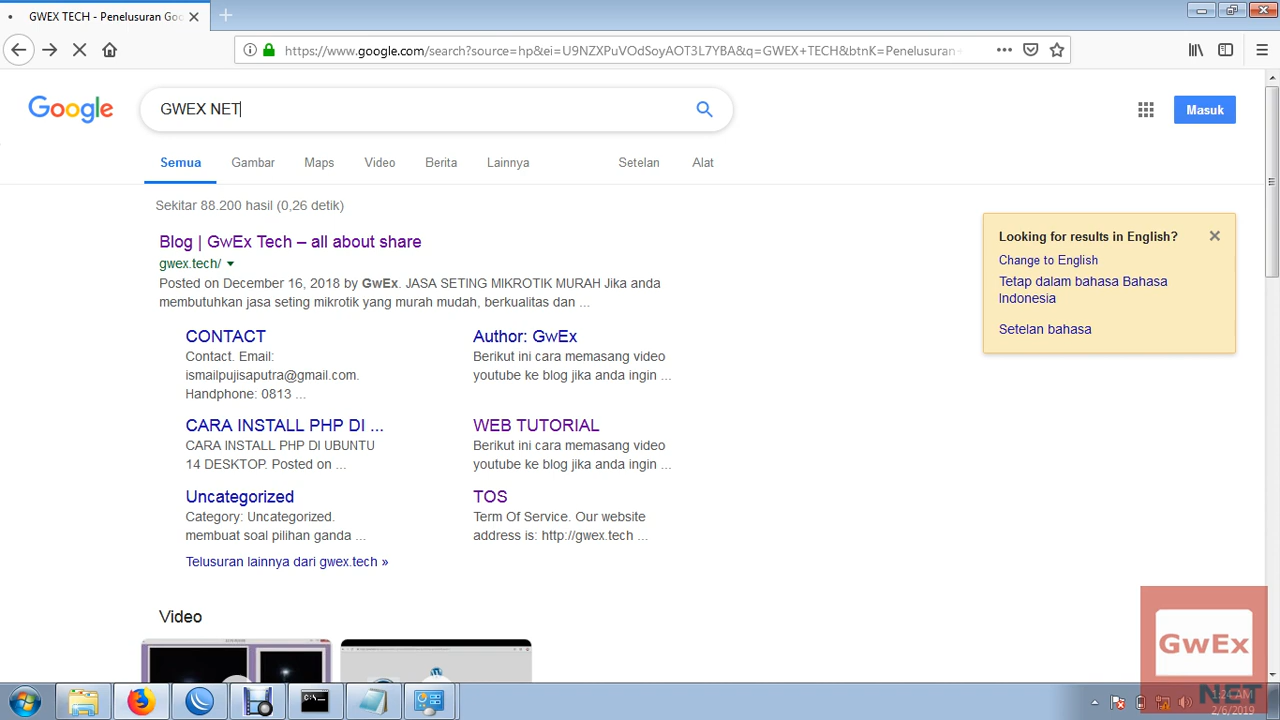 GWEX TECH - Penelusuran Goo
https://www.google.com/search?source=hp&ei=U9NZXPuVOdSoyAOT3L7YBA&q=GWEX+TECH&btnK=Penelusuran
Google
GWEX NET
Masuk
Semua Gambar Maps Video Berita Lainnya Setelan Alat
Sekitar 88.200 hasil (0,26 detik)
Blog | GwEx Tech – all about share
gwex.tech/
Posted on December 16, 2018 by GwEx. JASA SETING MIKROTIK MURAH Jika anda
membutuhkan jasa seting mikrotik yang murah mudah, berkualitas dan ...
CONTACT
Contact. Email:
ismailpujisaputra@gmail.com.
Handphone: 0813 ...
Author: GwEx
Berikut ini cara memasang video
youtube ke blog jika anda ingin ...
CARA INSTALL PHP DI ...
CARA INSTALL PHP DI UBUNTU
14 DESKTOP. Posted on ...
WEB TUTORIAL
Berikut ini cara memasang video
youtube ke blog jika anda ingin ...
Uncategorized
Category: Uncategorized.
membuat soal pilihan ganda ...
TOS
Term Of Service. Our website
address is: http://gwex.tech ...
Telusuran lainnya dari gwex.tech »
Video
Looking for results in English?
Change to English
Tetap dalam bahasa Bahasa
Indonesia
Setelan bahasa
GwEx
NET
1:24 AM
2/6/2019